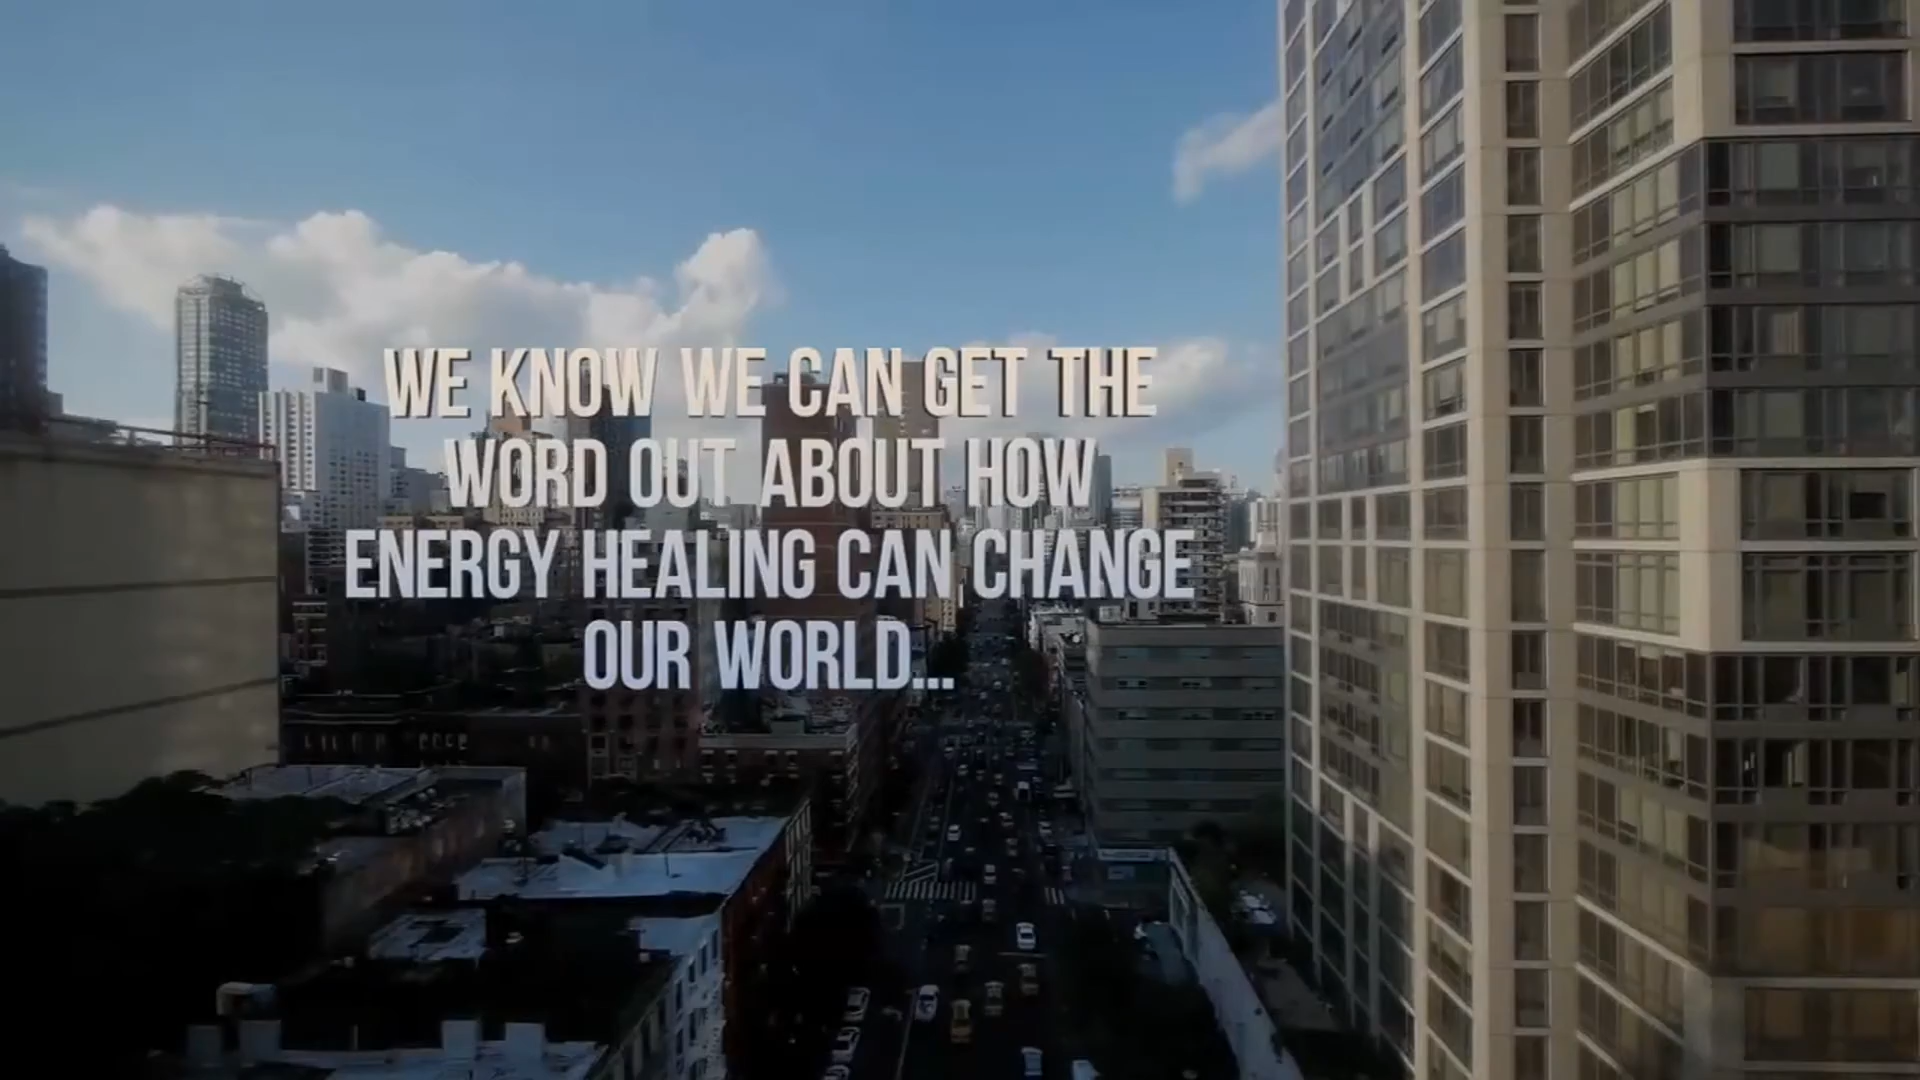 WE KNOW WE CAN GET THE
WORD OUT ABOUT HOW
ENERGY HEALING CAN CHANGE
OUR WORLD...